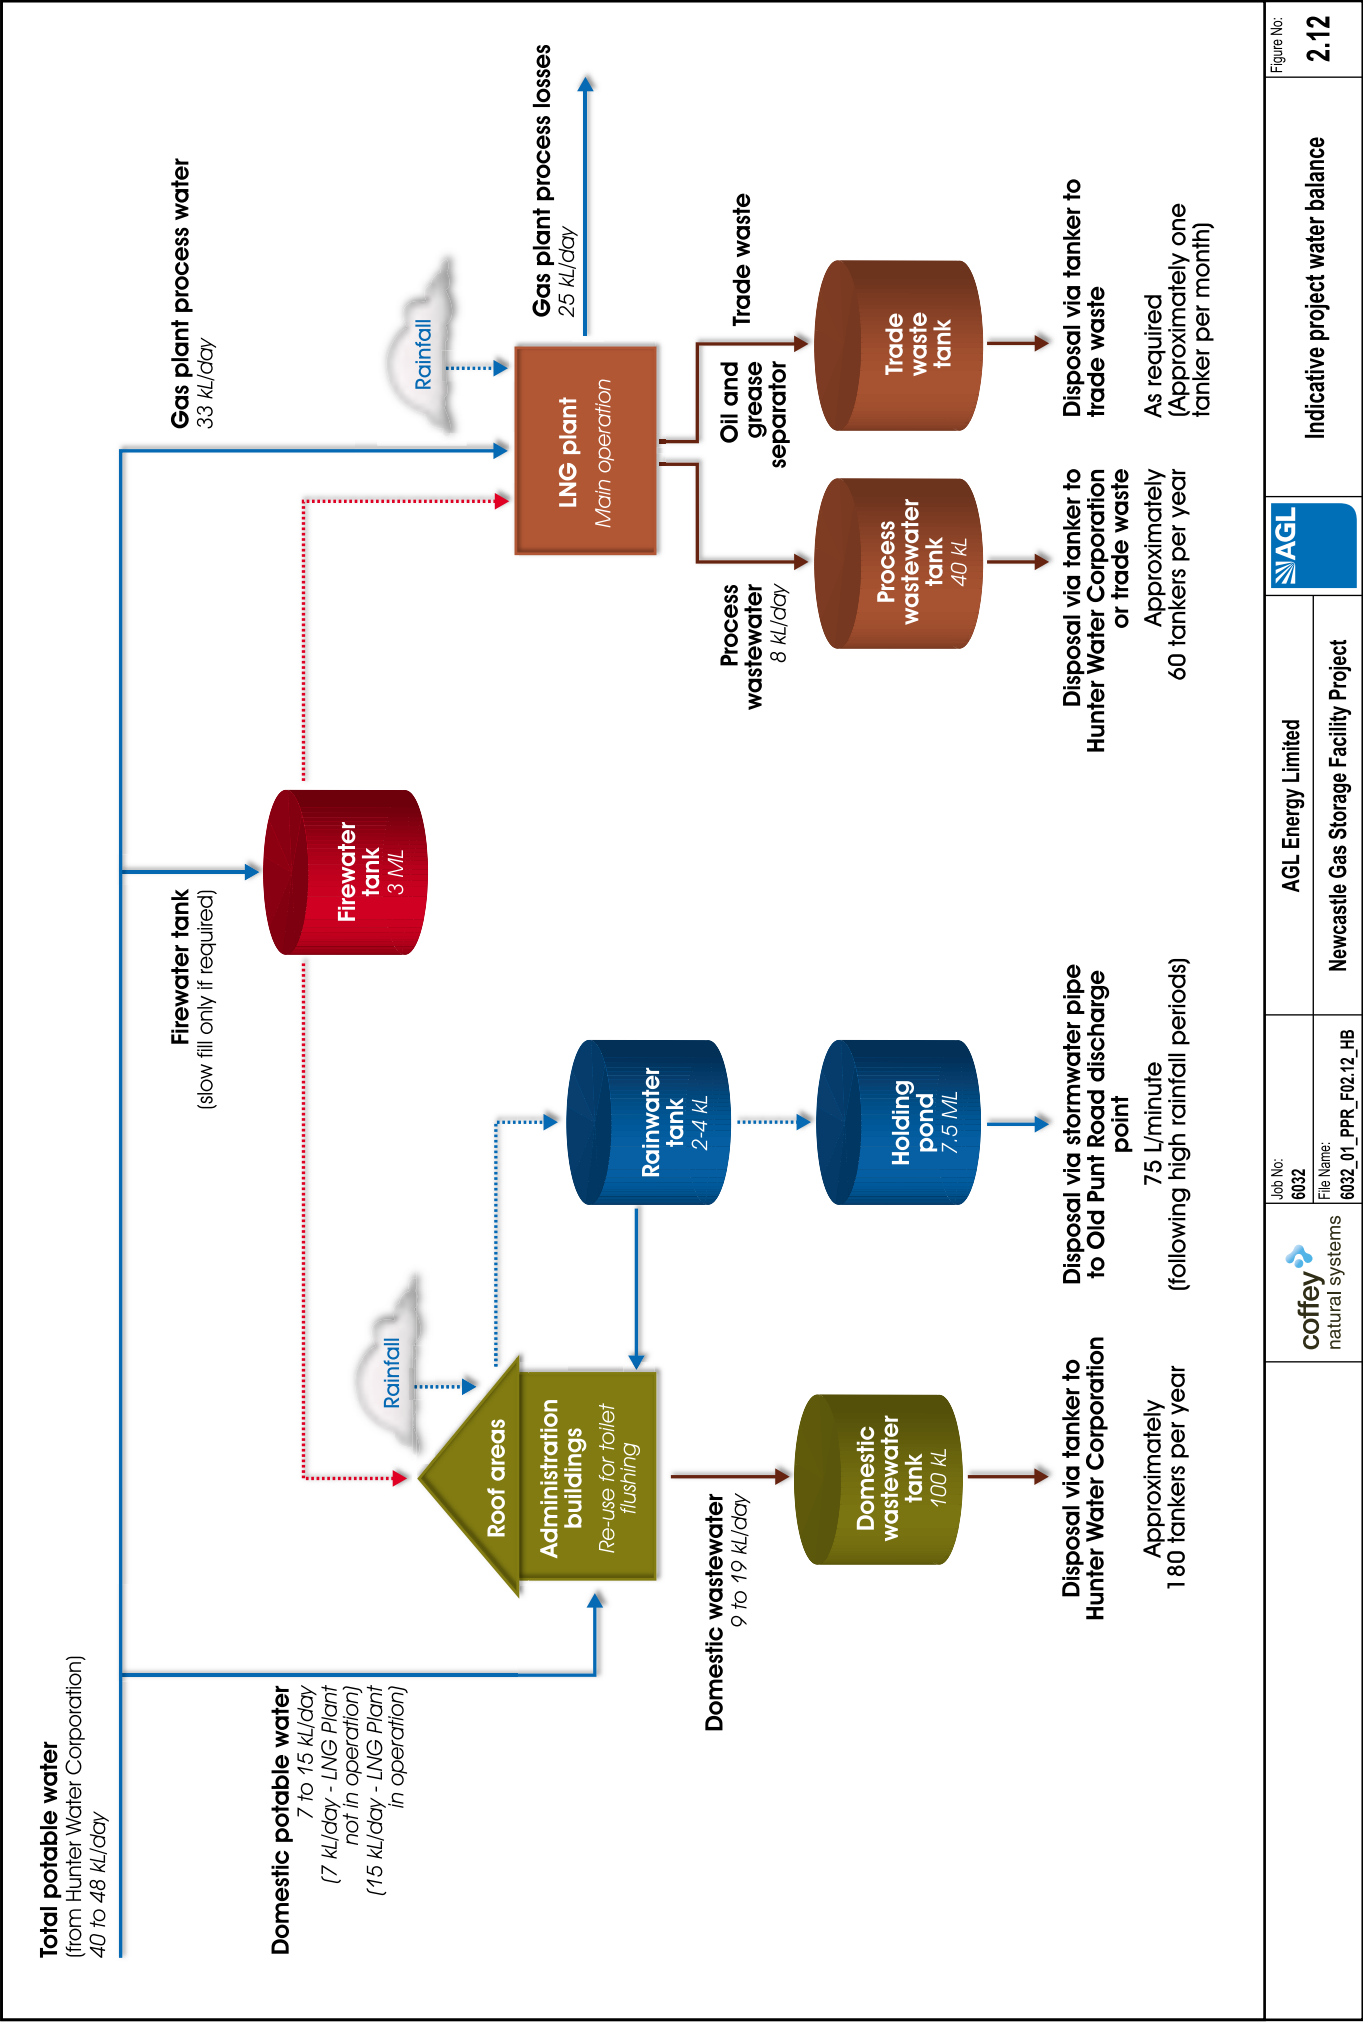 Total potable water
(from Hunter Water Corporation)
40 to 48 kL/day
Gas plant process water
33 kL/day
Firewater tank
(slow fill only if required)
Domestic potable water
7 to 15 kL/day
(7 kL/day - LNG Plant
not in operation)
(15 kL/day - LNG Plant
in operation)
Firewater
tank
3 ML
Rainfall
Rainfall
Roof areas
Administration
buildings
Re-use for toilet
flushing
Rainwater
tank
2-4 kL
LNG plant
Main operation
Gas plant process losses
25 kL/day
Domestic wastewater
9 to 19 kL/day
Process
wastewater
8 kL/day
Oil and
grease
separator
Trade waste
Domestic
wastewater
tank
100 kL
Holding
pond
7.5 ML
Process
wastewater
tank
40 kL
Trade
waste
tank
Disposal via tanker to
Hunter Water Corporation
Approximately
180 tankers per year
Disposal via stormwater pipe
to Old Punt Road discharge
point
75 L/minute
(following high rainfall periods)
Disposal via tanker to
Hunter Water Corporation
or trade waste
Approximately
60 tankers per year
Disposal via tanker to
trade waste
As required
(Approximately one
tanker per month)
coffey
natural systems
Job No:
6032
File Name:
6032_01_PPR_F02.12_HB
AGL Energy Limited
Newcastle Gas Storage Facility Project
AGL
Indicative project water balance
Figure No:
2.12